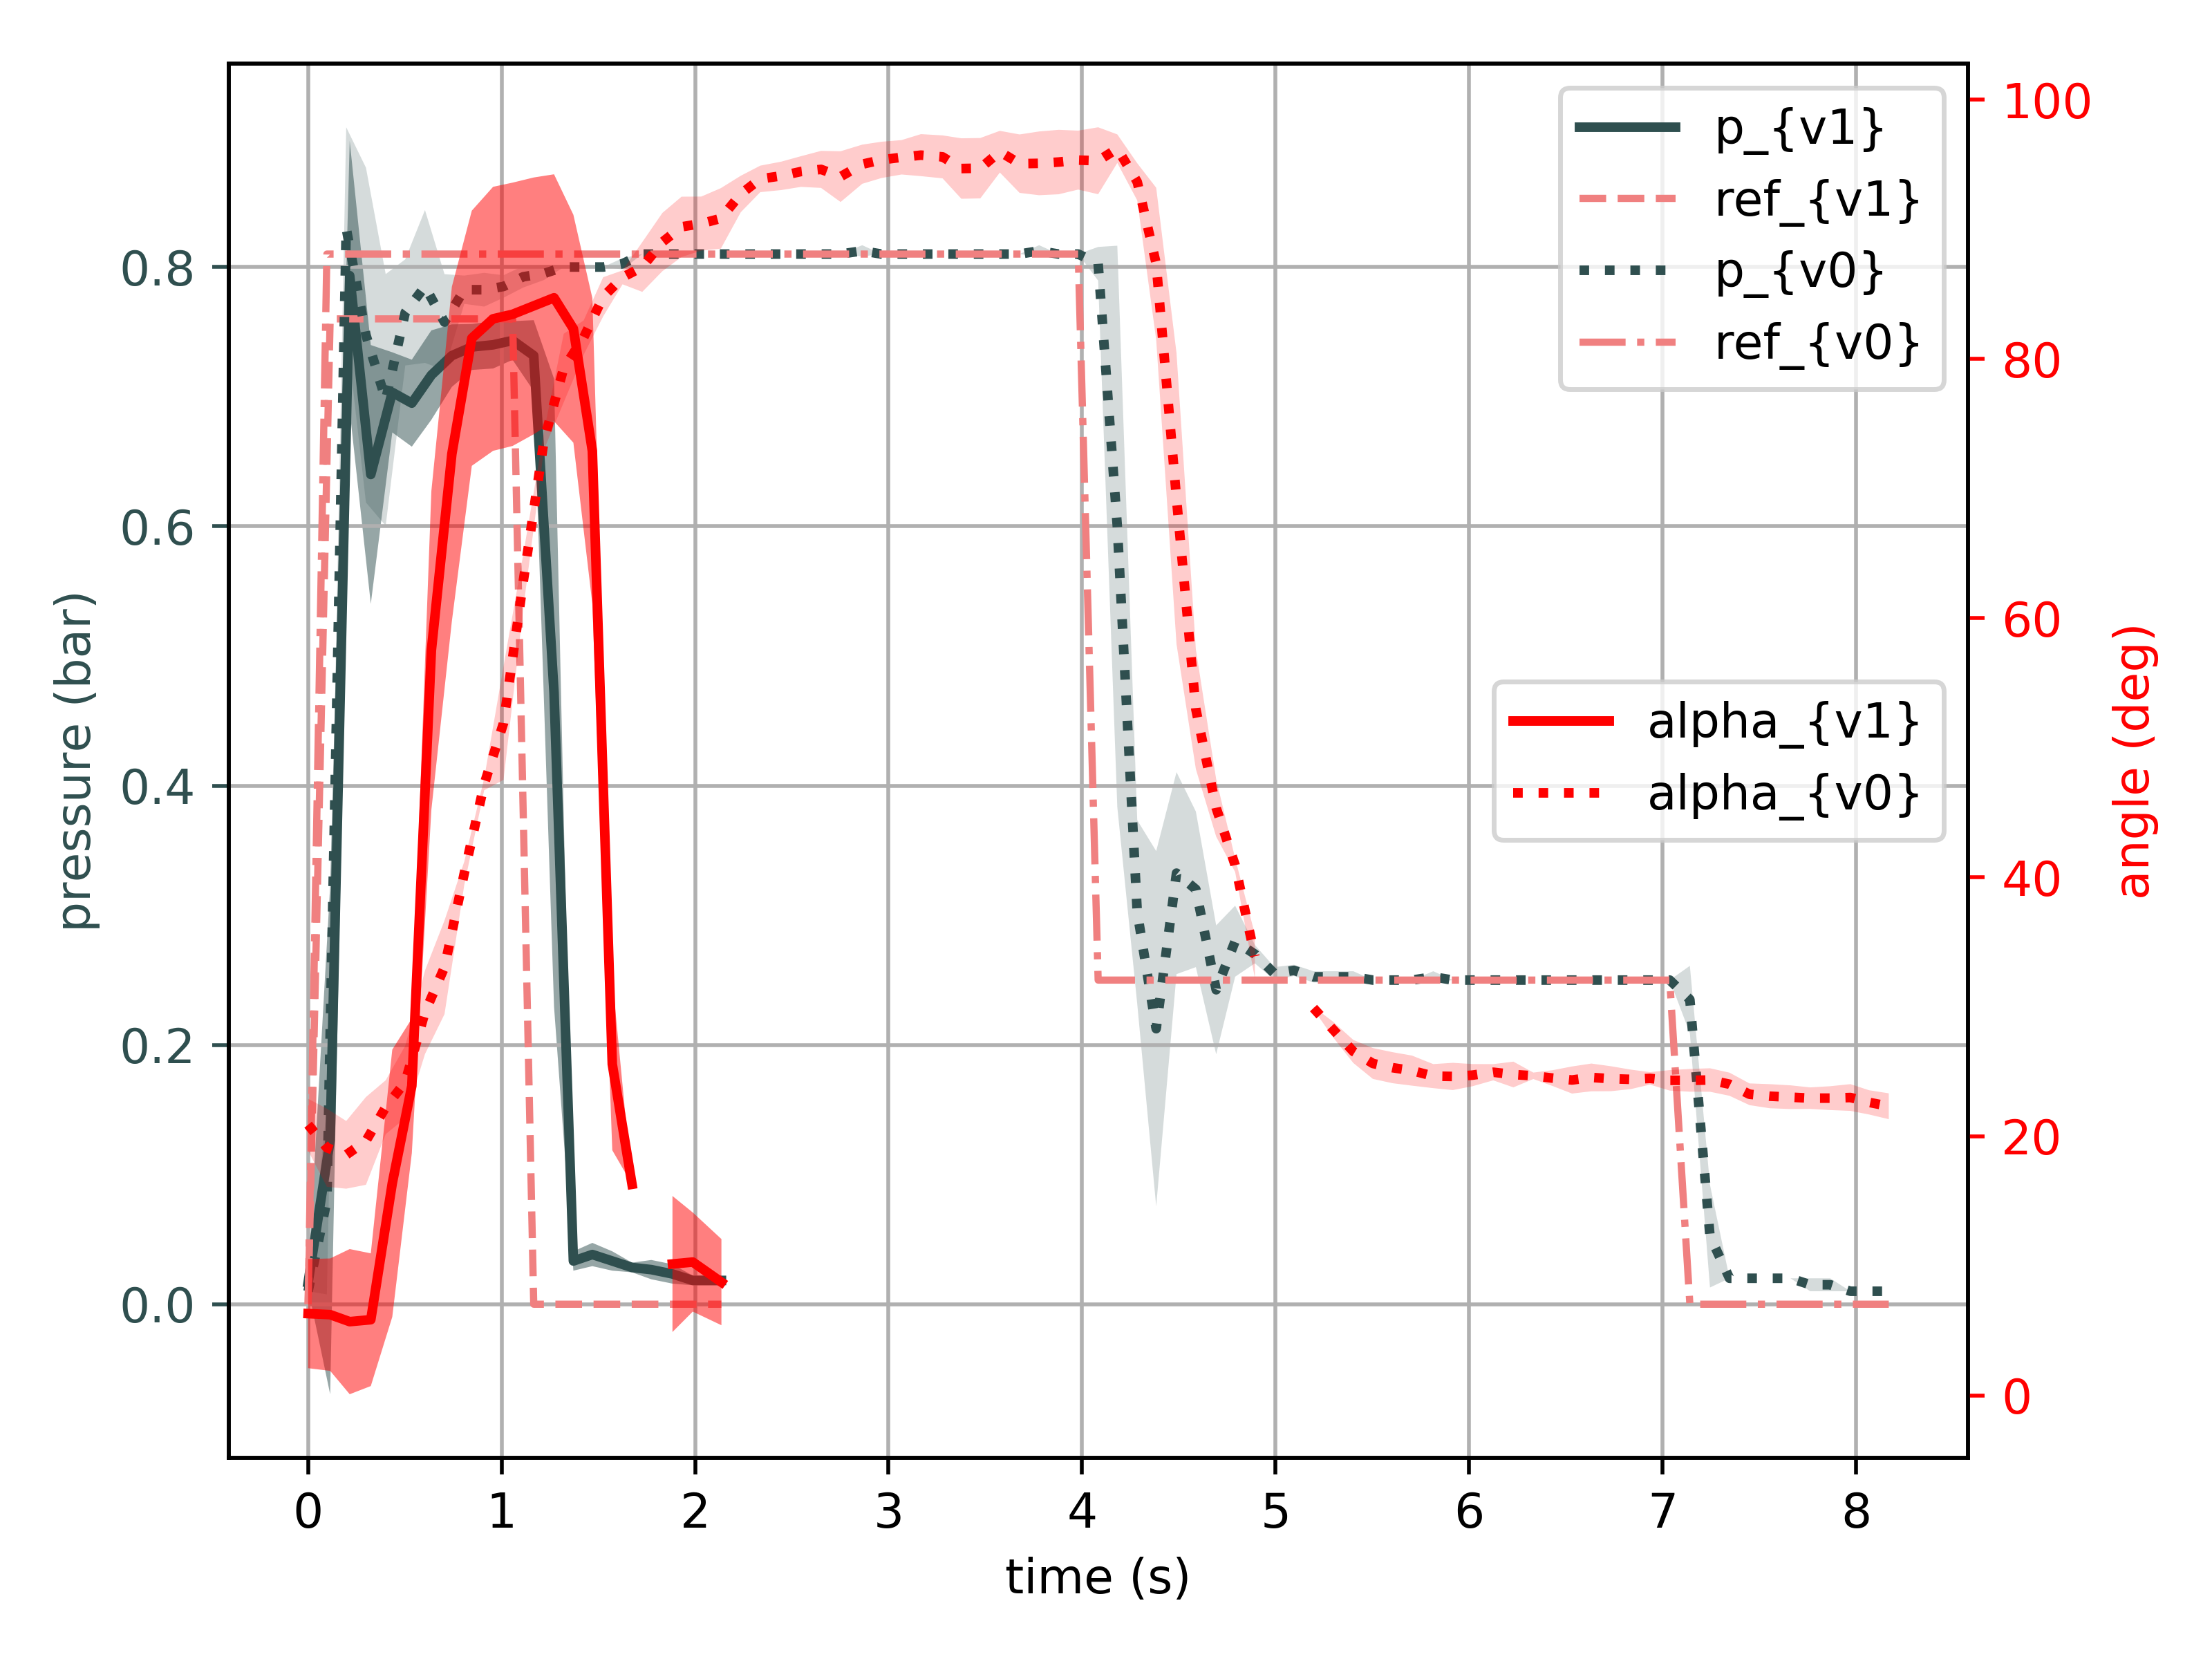 p_{v1}
ref_{v1}
p_{v0}
ref_{v0}
alpha_{v1}
alpha_{v0}
0.8
0.6
0.4
0.2
0.0
pressure (bar)
100
80
60
40
20
0
angle (deg)
0 1 2 3 4 5 6 7 8
time (s)